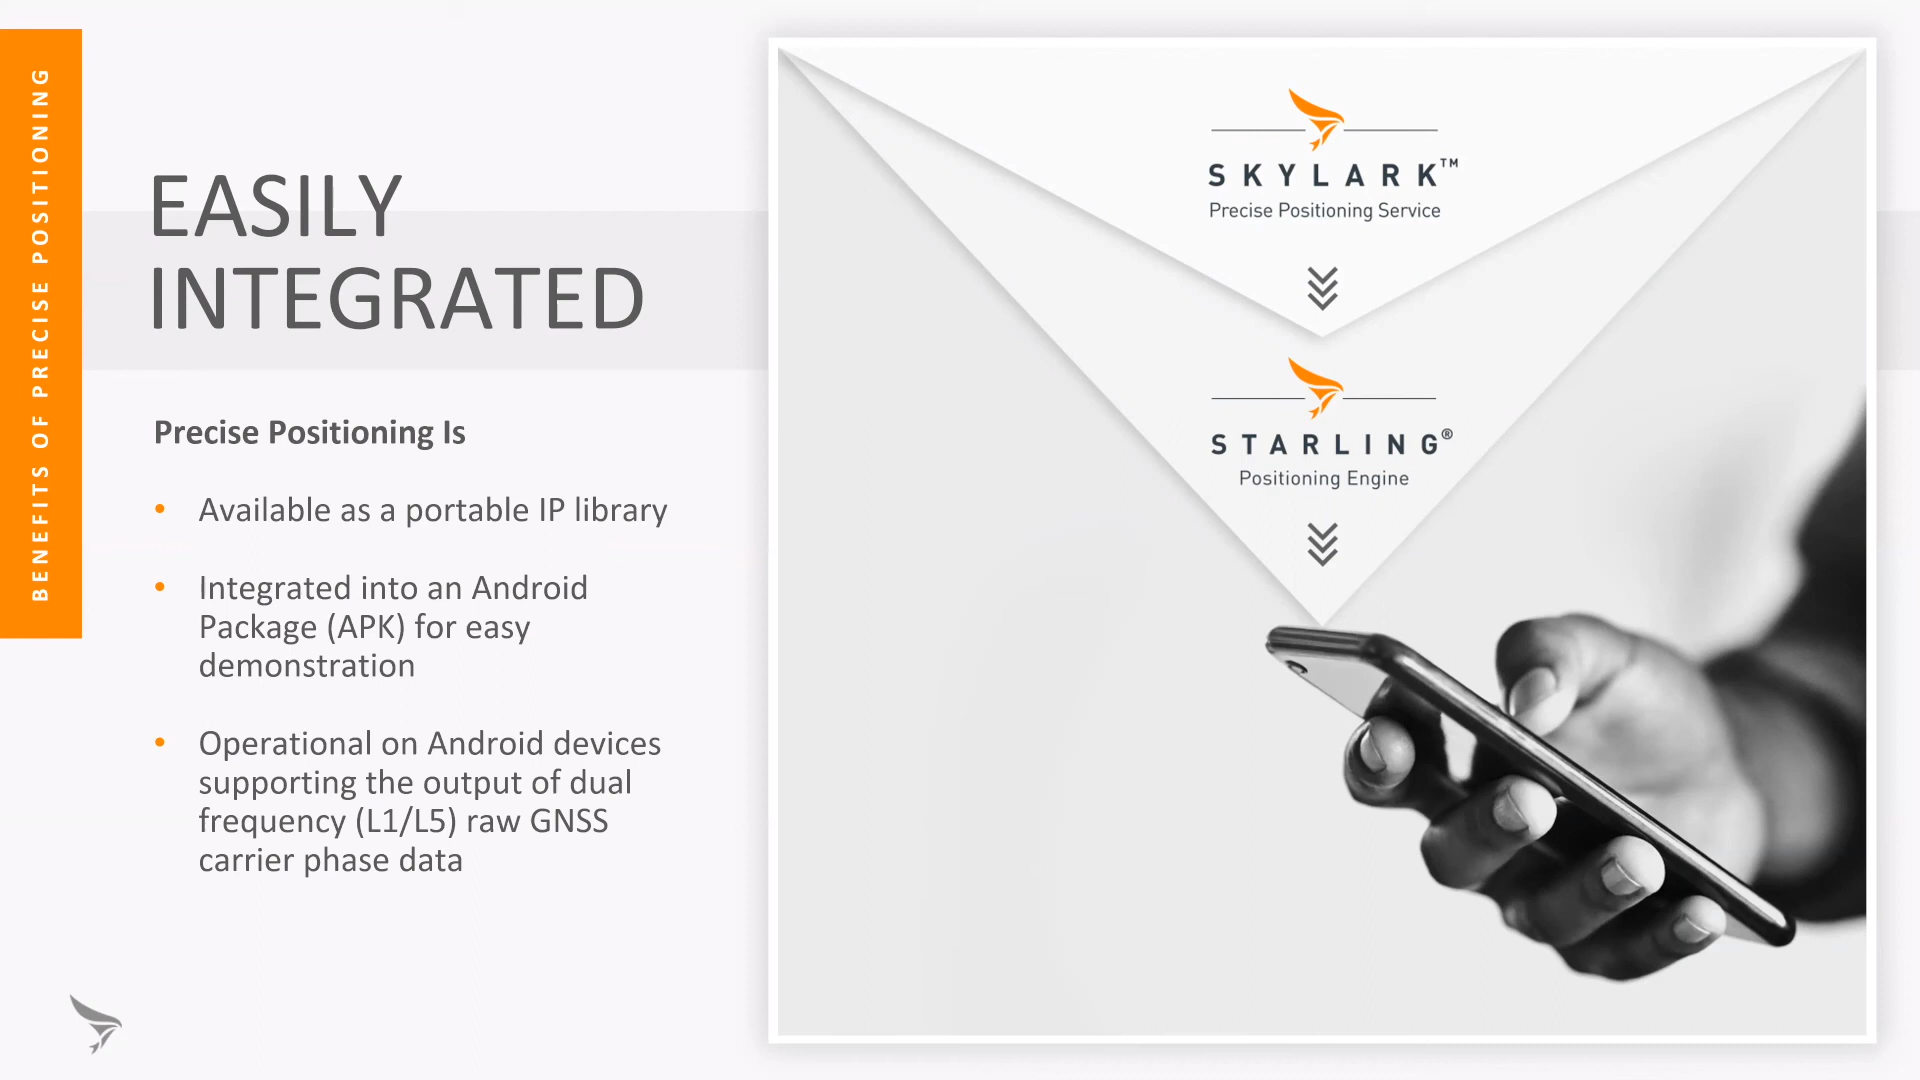 BENEFITS OF PRECISE POSITIONING
EASILY
INTEGRATED
Precise Positioning Is
• Available as a portable IP library
• Integrated into an Android
Package (APK) for easy
demonstration
• Operational on Android devices
supporting the output of dual
frequency (L1/L5) raw GNSS
carrier phase data
SKYLARK™
Precise Positioning Service
STARLING®
Positioning Engine